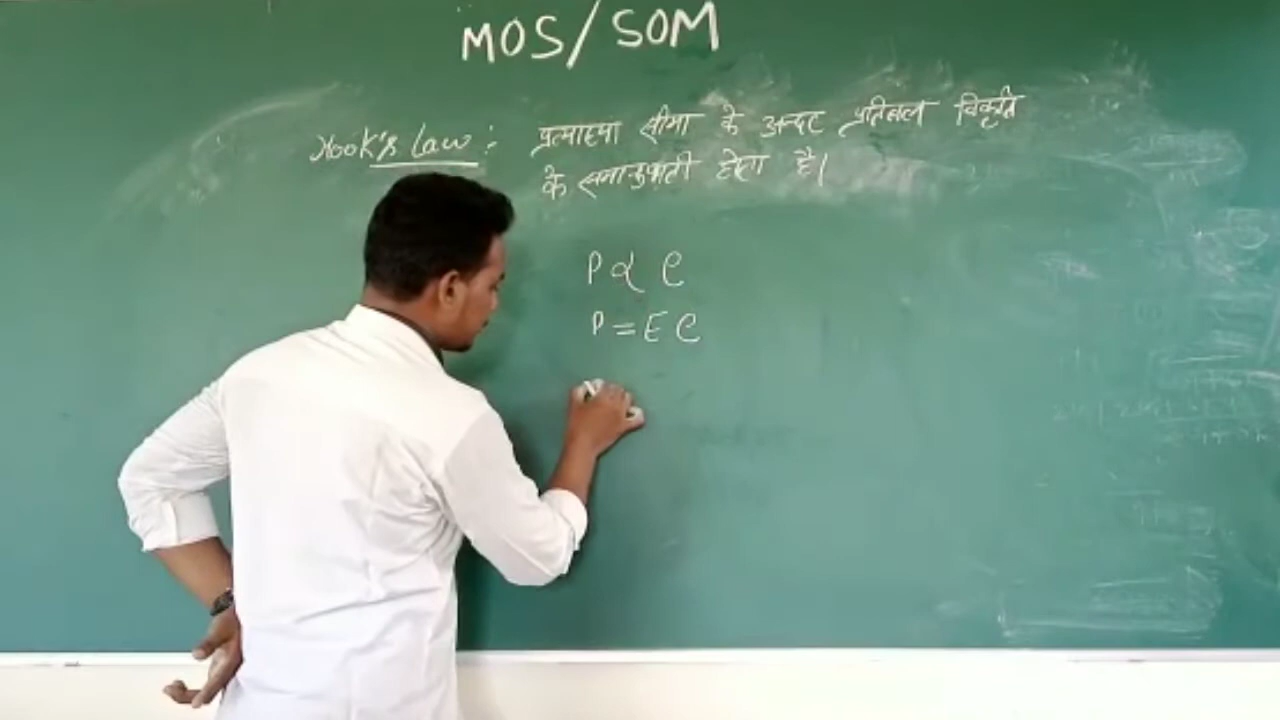 MOS/SOM
Hook's Law :- प्रत्यास्था सीमा के अन्दर प्रतिबल विकृति
के समानुपाती होता है।
P ∝ e
P = E e